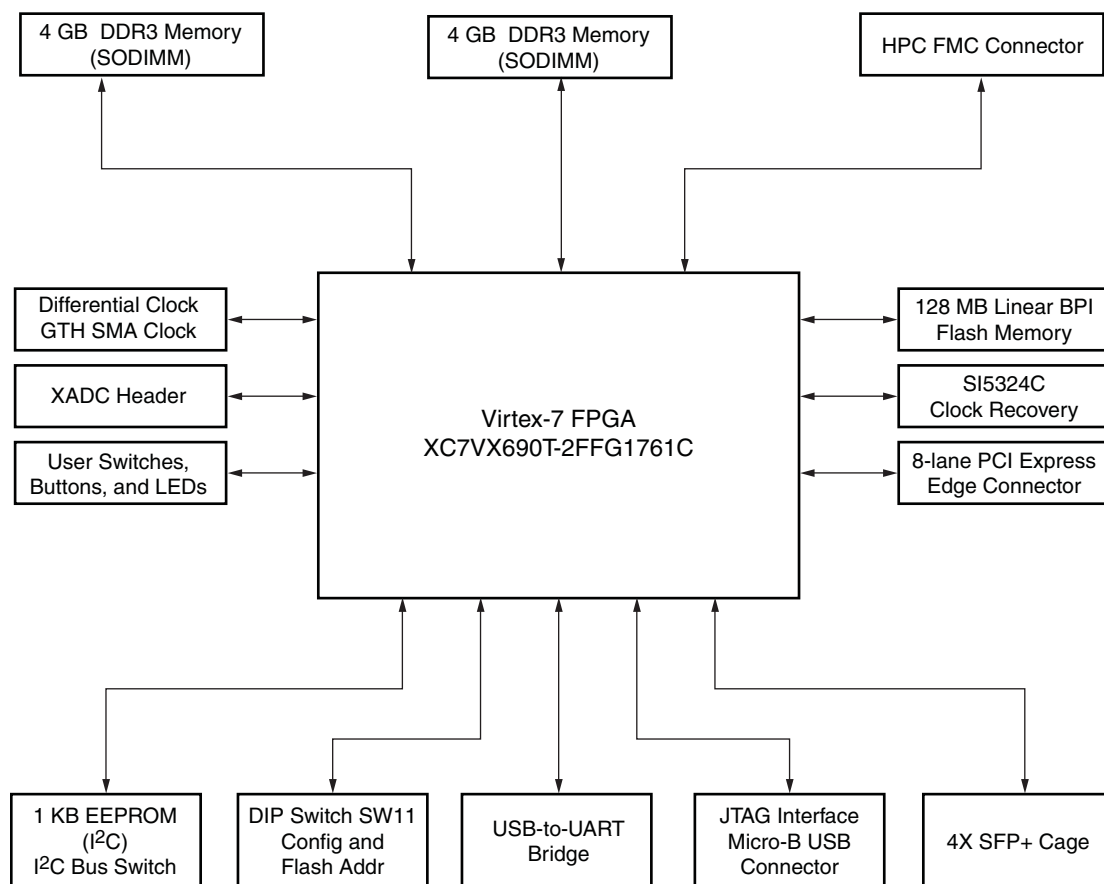 4 GB DDR3 Memory
(SODIMM)
4 GB DDR3 Memory
(SODIMM)
HPC FMC Connector
Differential Clock
GTH SMA Clock
XADC Header
User Switches,
Buttons, and LEDs
Virtex-7 FPGA
XC7VX690T-2FFG1761C
128 MB Linear BPI
Flash Memory
SI5324C
Clock Recovery
8-lane PCI Express
Edge Connector
1 KB EEPROM
(I²C)
I²C Bus Switch
DIP Switch SW11
Config and
Flash Addr
USB-to-UART
Bridge
JTAG Interface
Micro-B USB
Connector
4X SFP+ Cage